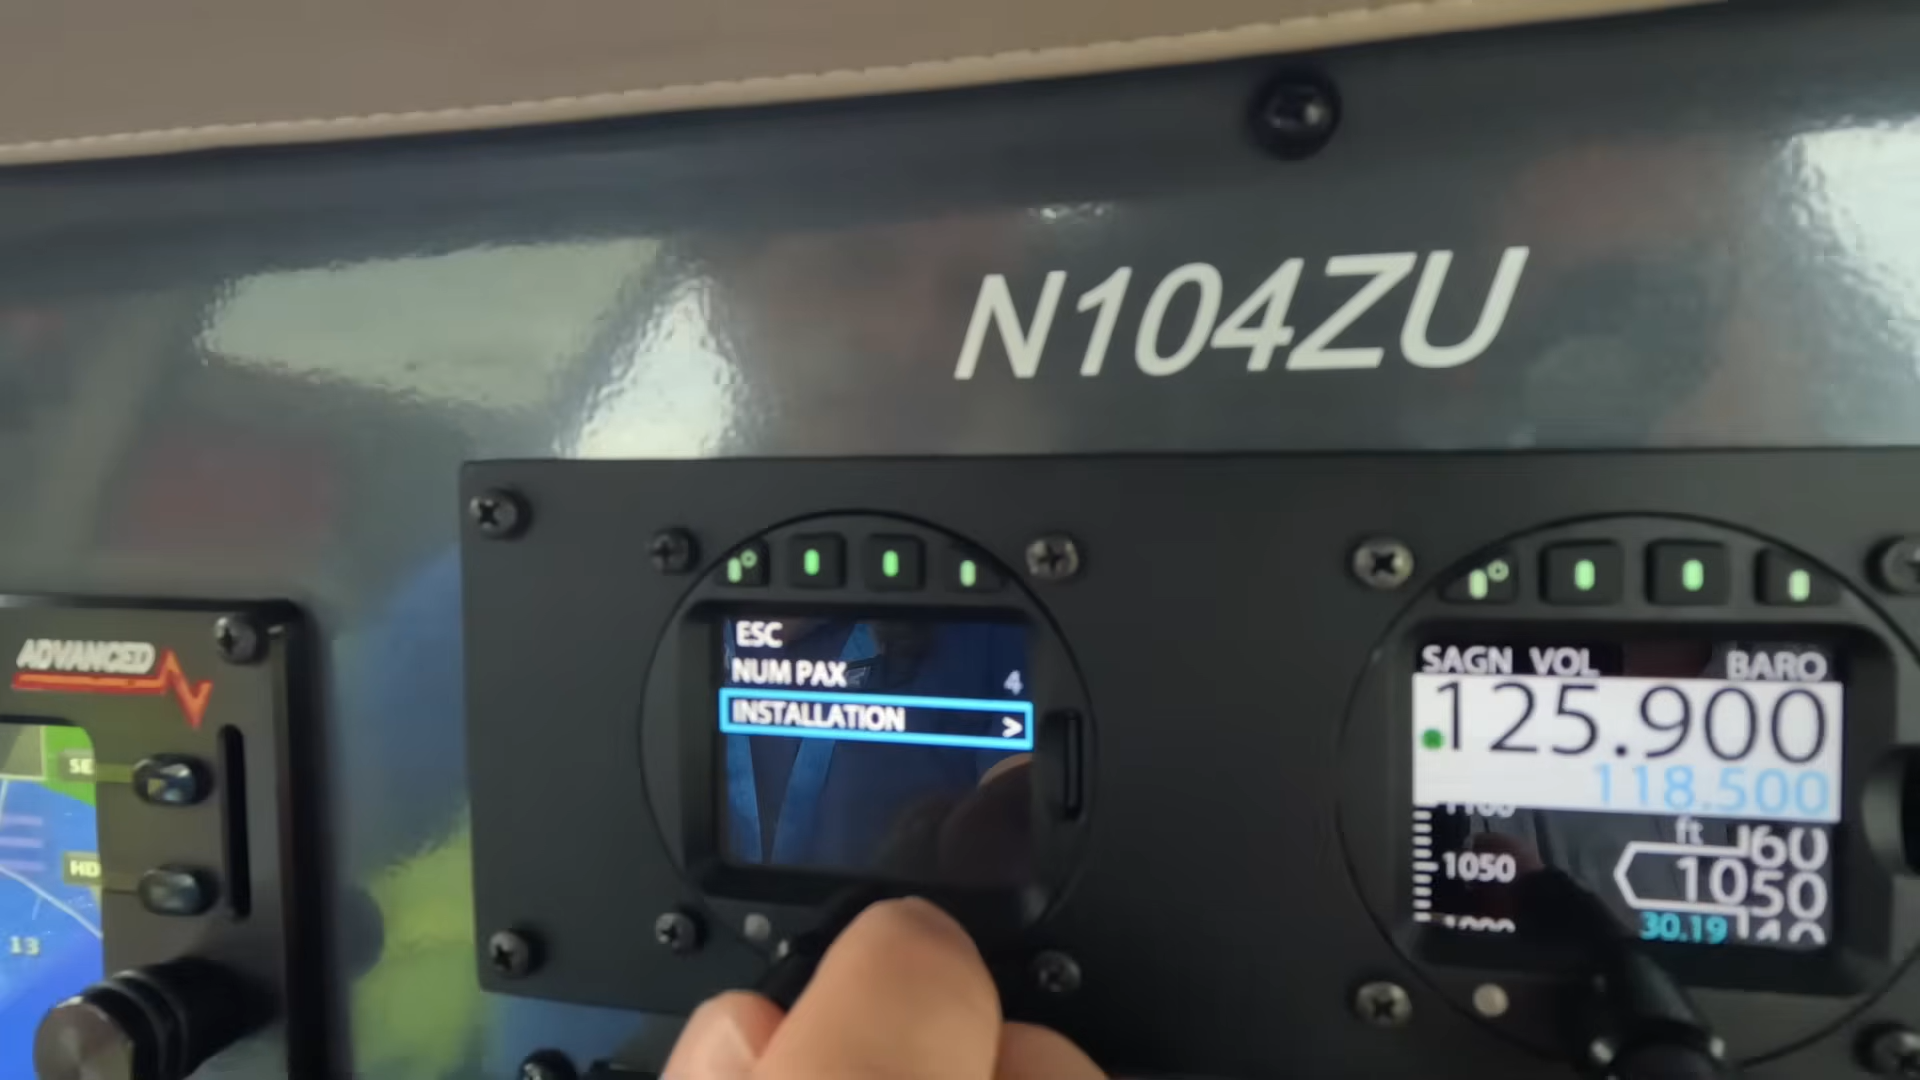 N104ZU
ADVANCED
ESC
NUM PAX 4
INSTALLATION >
SAGN VOL BARO
125.900
118.500
ft
1050
1050
30.19
HD
13